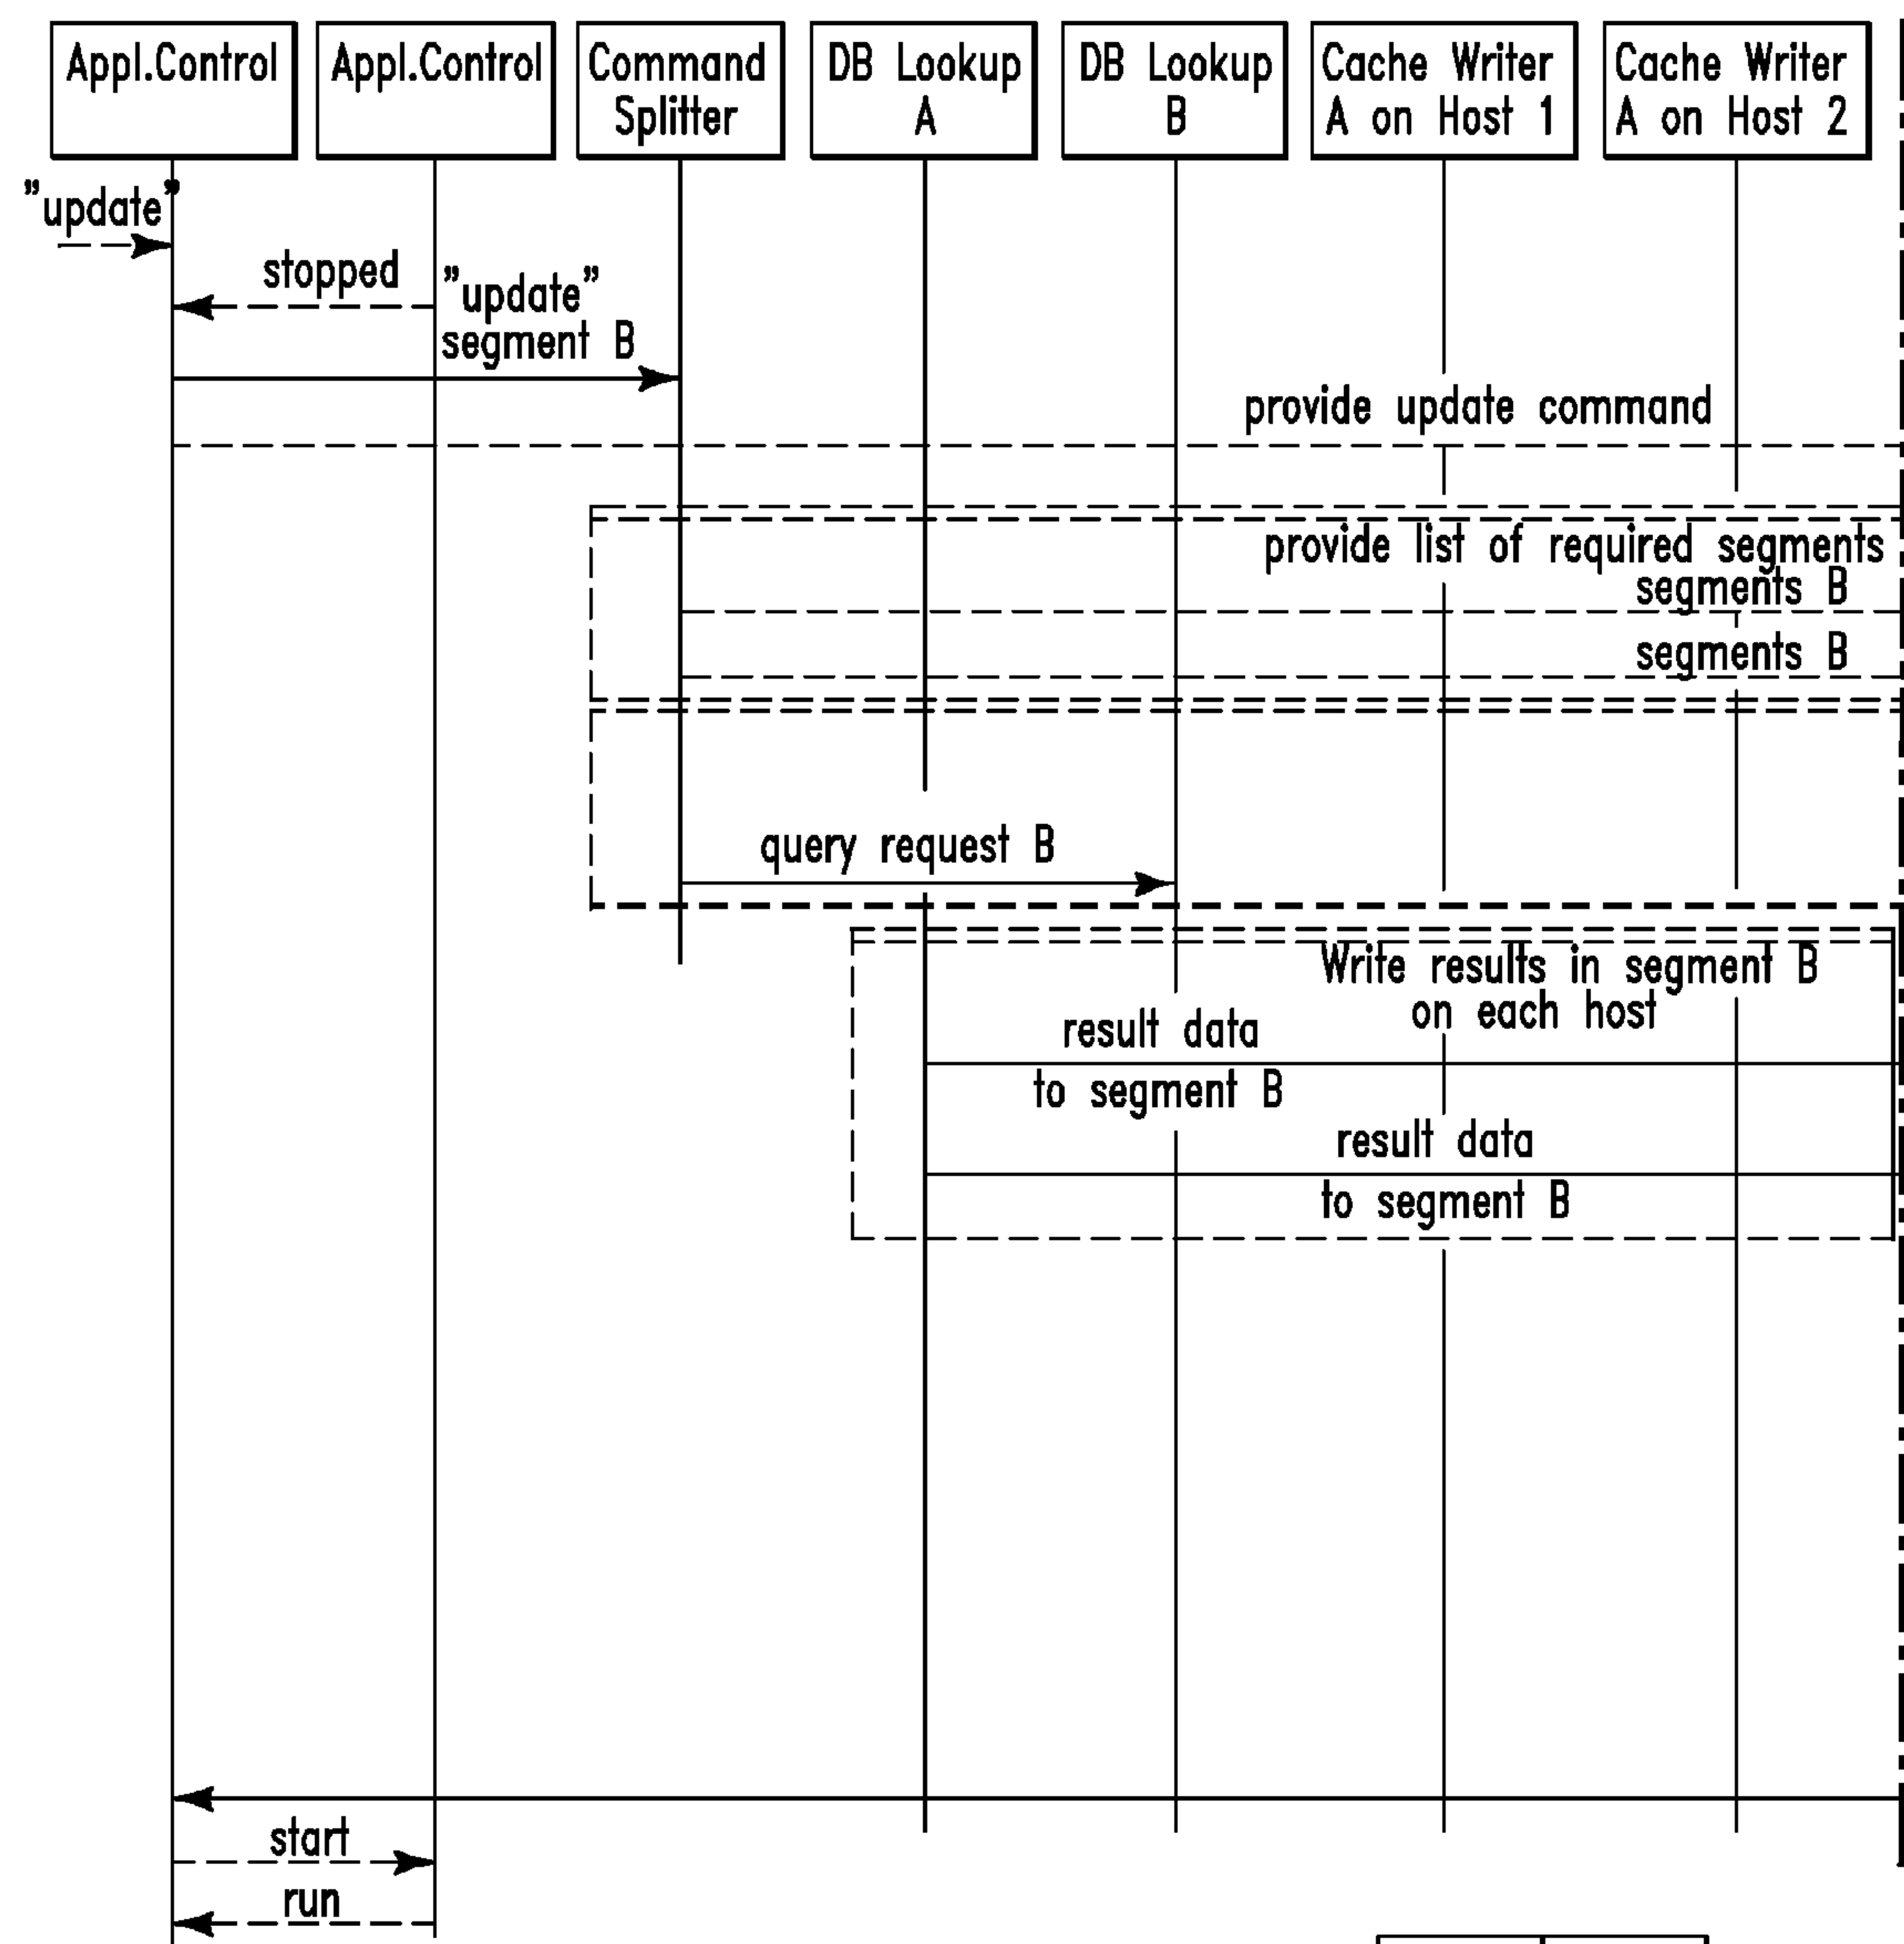 Appl.Control
Appl.Control
Command
Splitter
DB Lookup
A
DB Lookup
B
Cache Writer
A on Host 1
Cache Writer
A on Host 2
"update"
stopped
"update"
segment B
provide update command
provide list of required segments
segments B
segments B
query request B
Write results in segment B
on each host
result data
to segment B
result data
to segment B
start
run